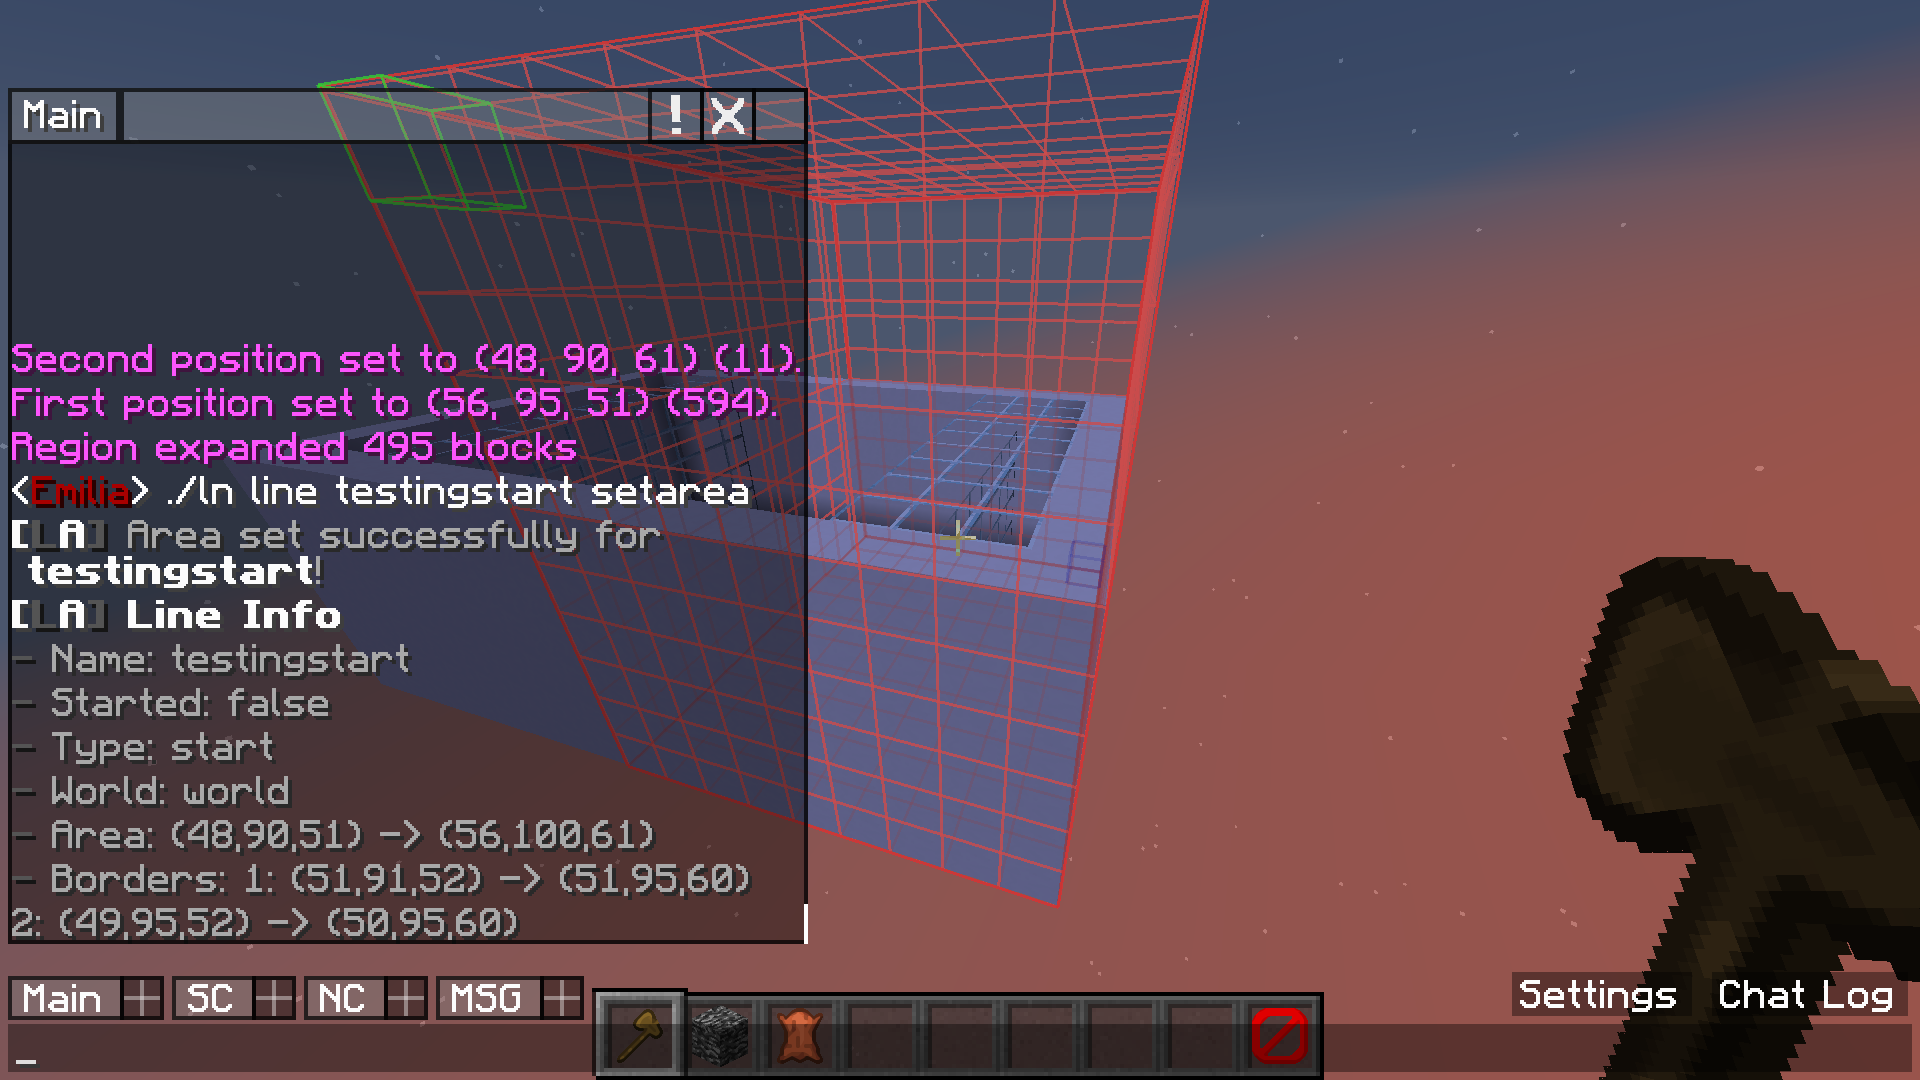 Main ! X
Second position set to (48, 90, 61) (11).
First position set to (56, 95, 51) (594).
Region expanded 495 blocks
<Emilia> ./ln line testingstart setarea
[LA] Area set successfully for
testingstart!
[LA] Line Info
- Name: testingstart
- Started: false
- Type: start
- World: world
- Area: (48,90,51) -> (56,100,61)
- Borders: 1: (51,91,52) -> (51,95,60)
2: (49,95,52) -> (50,95,60)
Main + SC + NC + MSG +
Settings Chat Log
_